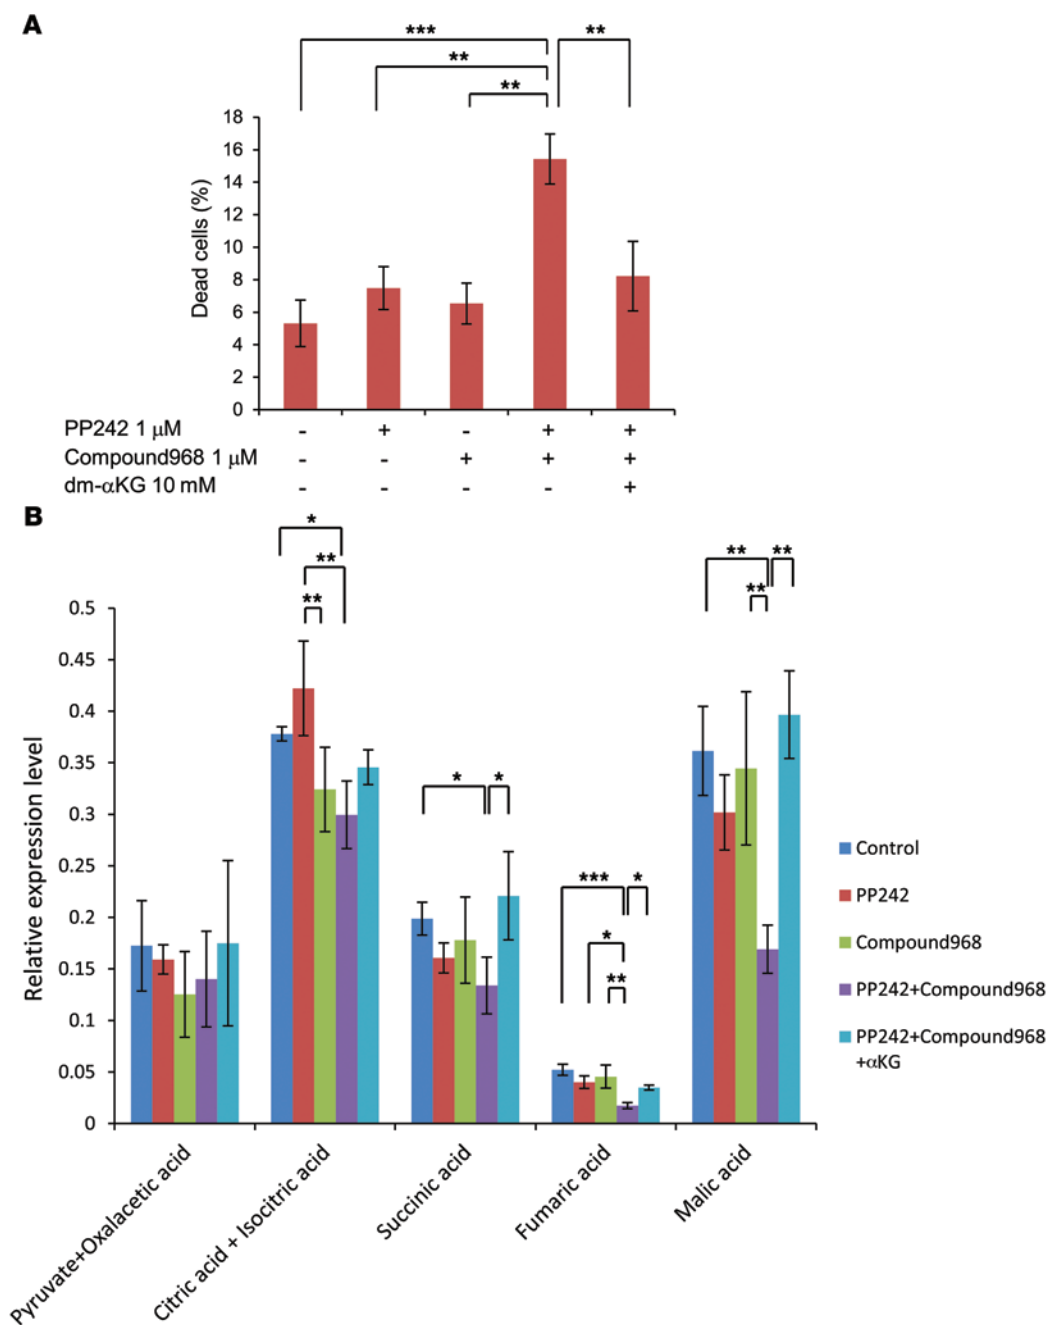 A
*** **
**
**
18
16
14
12
10
8
6
4
2
0
Dead cells (%)
PP242 1 μM - + - + +
Compound968 1 μM - - + + +
dm-αKG 10 mM - - - - +
B
* ** **
** **
**
* *
*** *
*
**
0.5
0.45
0.4
0.35
0.3
0.25
0.2
0.15
0.1
0.05
0
Relative expression level
Control
PP242
Compound968
PP242+Compound968
PP242+Compound968
+αKG
Pyruvate+Oxalacetic acid
Citric acid + Isocitric acid
Succinic acid
Fumaric acid
Malic acid